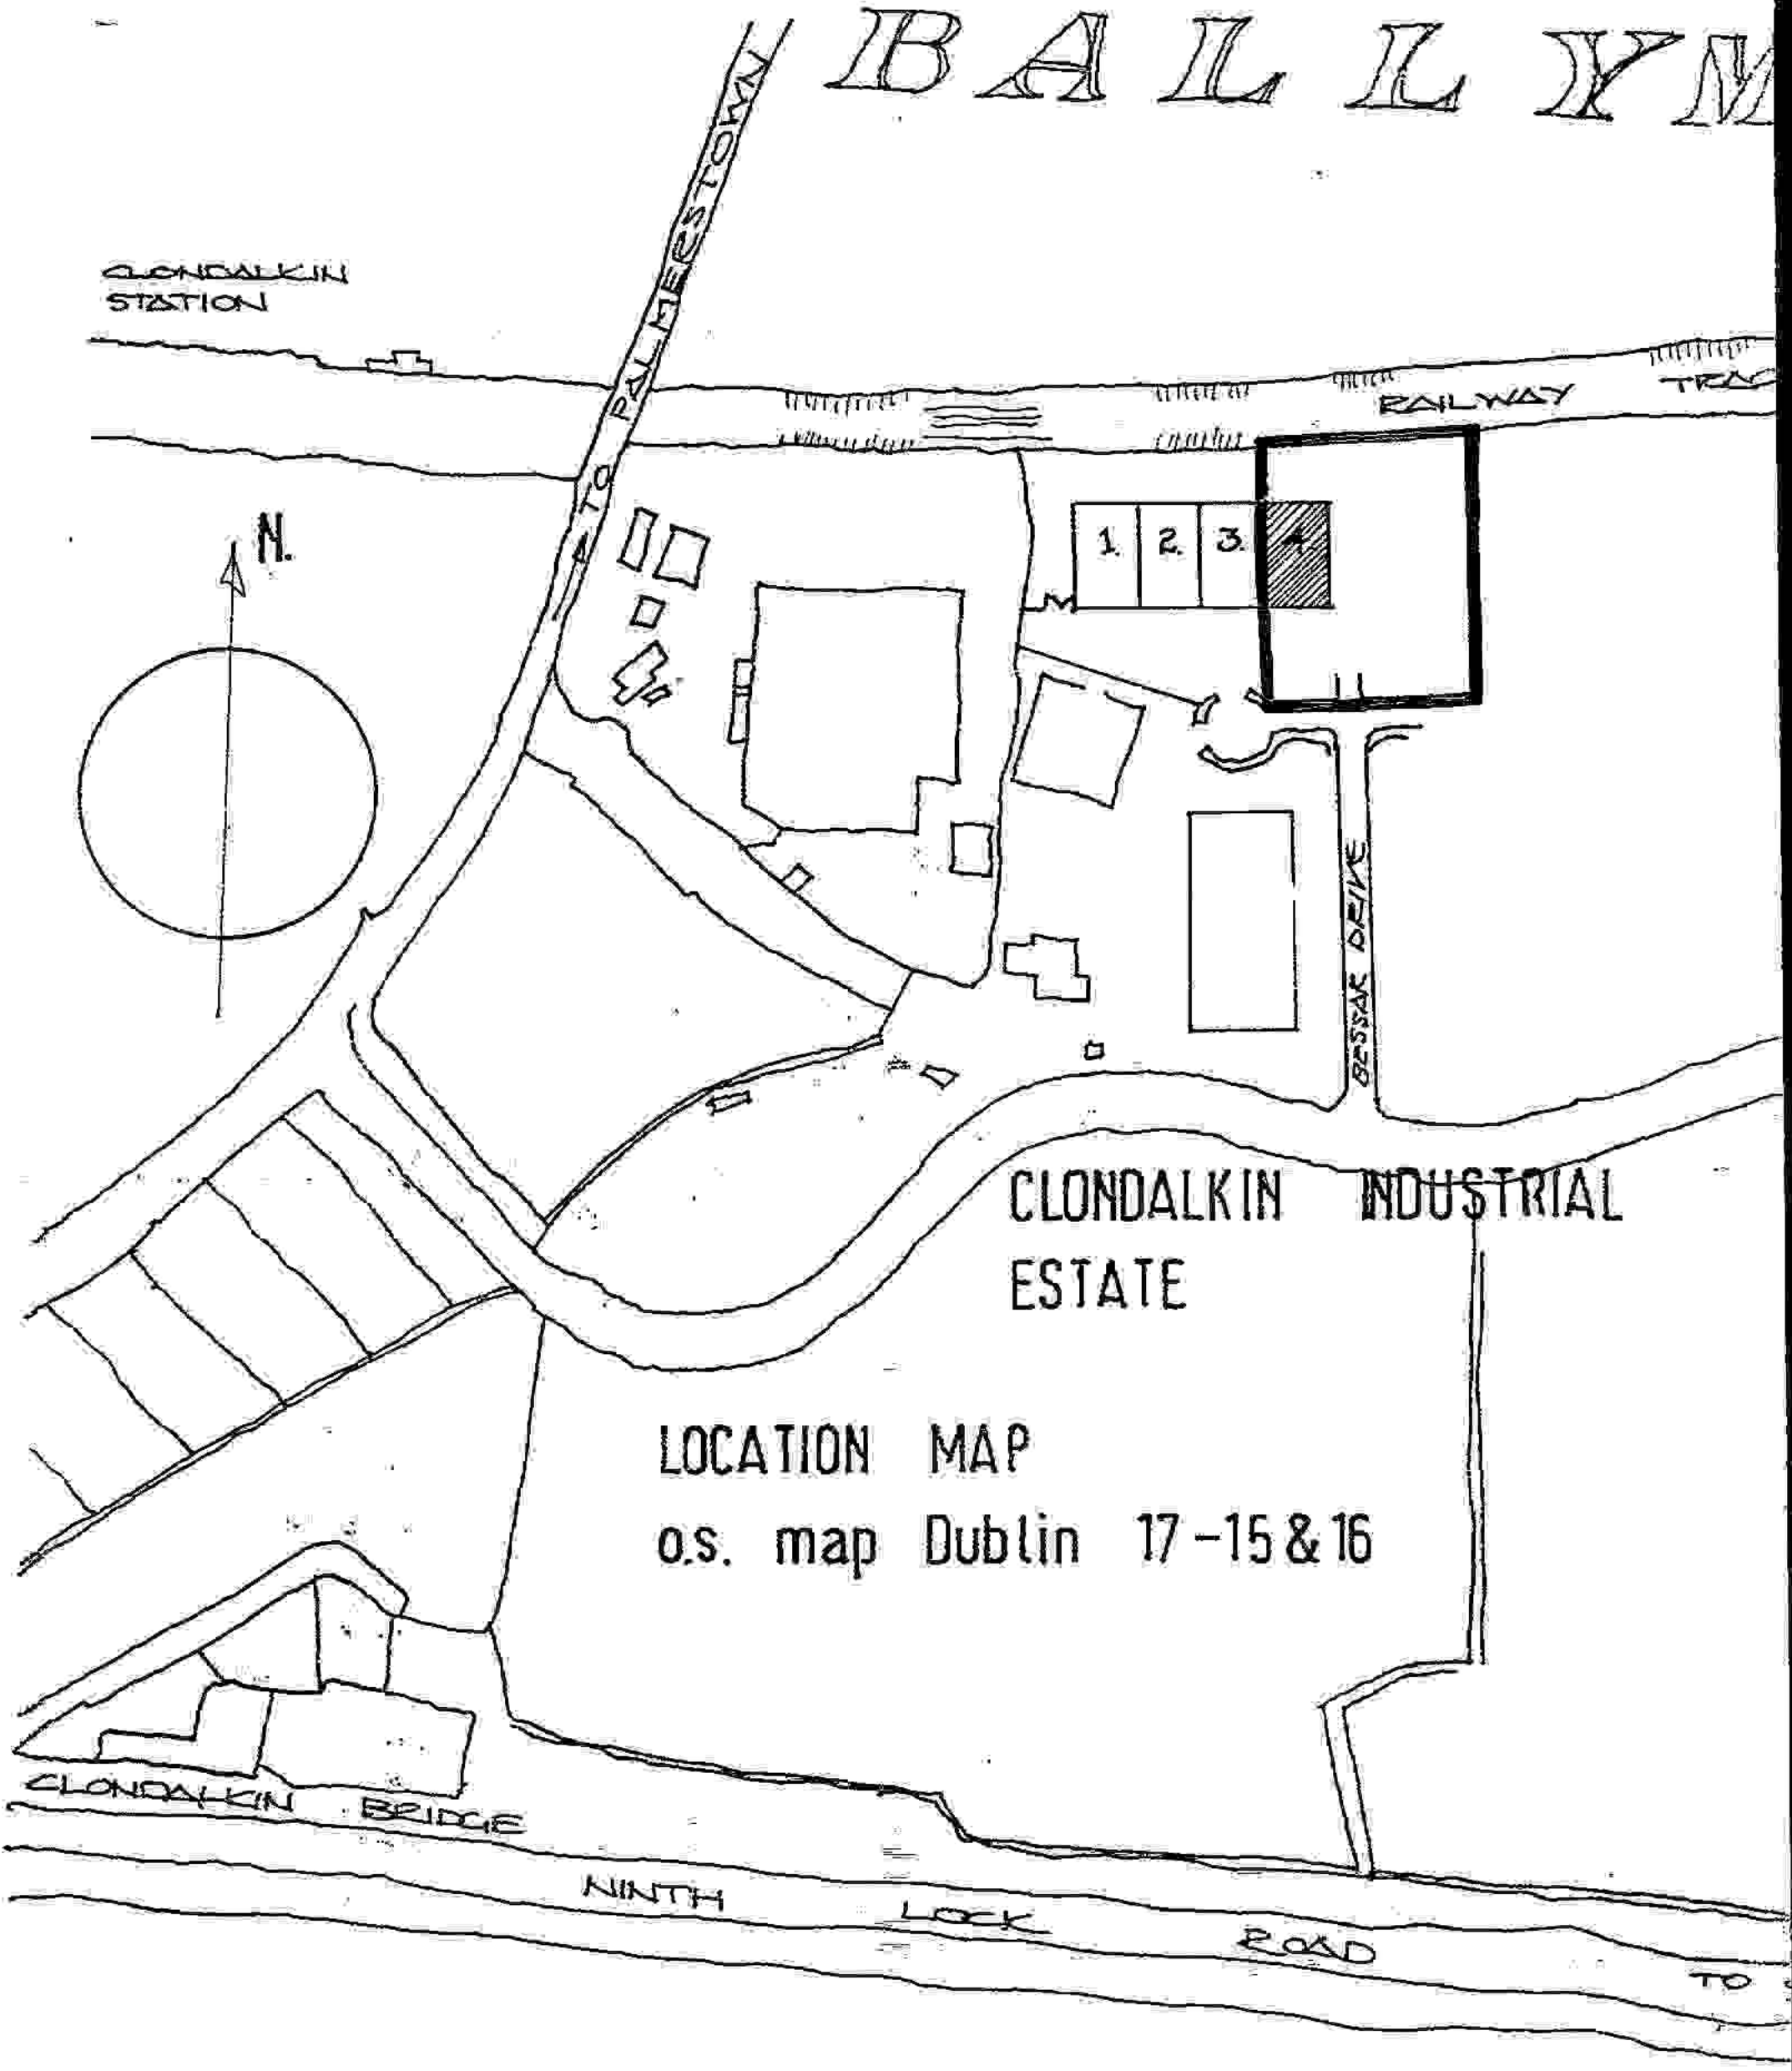 BALLYM
TO PALMERSTOWN
CLONDALKIN
STATION
RAILWAY TRAC
N.
1. 2. 3. 4.
BESSAR DRIVE
CLONDALKIN INDUSTRIAL
ESTATE
LOCATION MAP
o.s. map Dublin 17-15&16
CLONDALKIN BRIDGE
NINTH LOCK ROAD TO